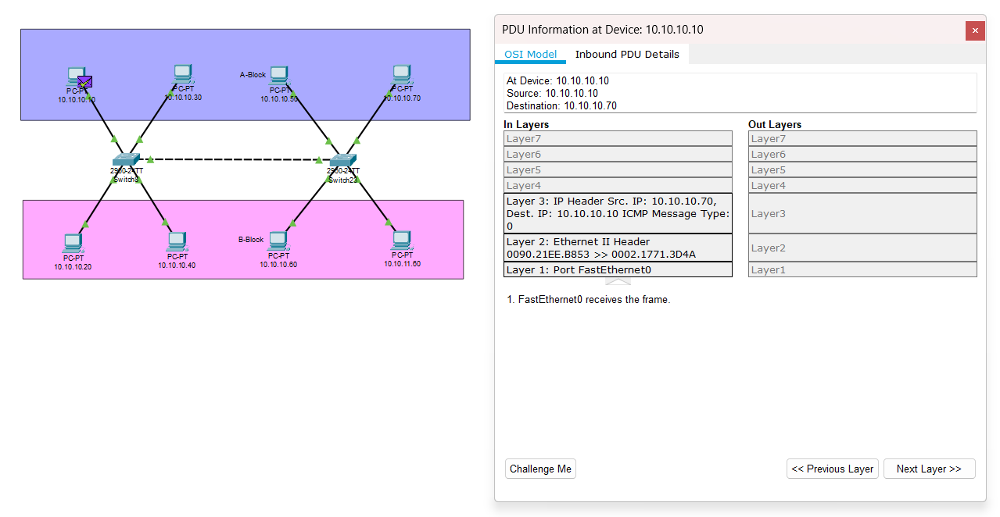 PC-PT
10.10.10.10
PC-PT
10.10.10.30
A-Block
PC-PT
10.10.10.50
PC-PT
10.10.10.70
2960-24TT
Switch8
2960-24TT
Switch23
PC-PT
10.10.10.20
PC-PT
10.10.10.40
B-Block
PC-PT
10.10.10.60
PC-PT
10.10.11.60
PDU Information at Device: 10.10.10.10
×
OSI Model
Inbound PDU Details
At Device: 10.10.10.10
Source: 10.10.10.10
Destination: 10.10.10.70
In Layers
Layer7
Layer6
Layer5
Layer4
Layer 3: IP Header Src. IP: 10.10.10.70,
Dest. IP: 10.10.10.10 ICMP Message Type:
0
Layer 2: Ethernet II Header
0090.21EE.B853 >> 0002.1771.3D4A
Layer 1: Port FastEthernet0
Out Layers
Layer7
Layer6
Layer5
Layer4
Layer3
Layer2
Layer1
1. FastEthernet0 receives the frame.
Challenge Me
<< Previous Layer
Next Layer >>